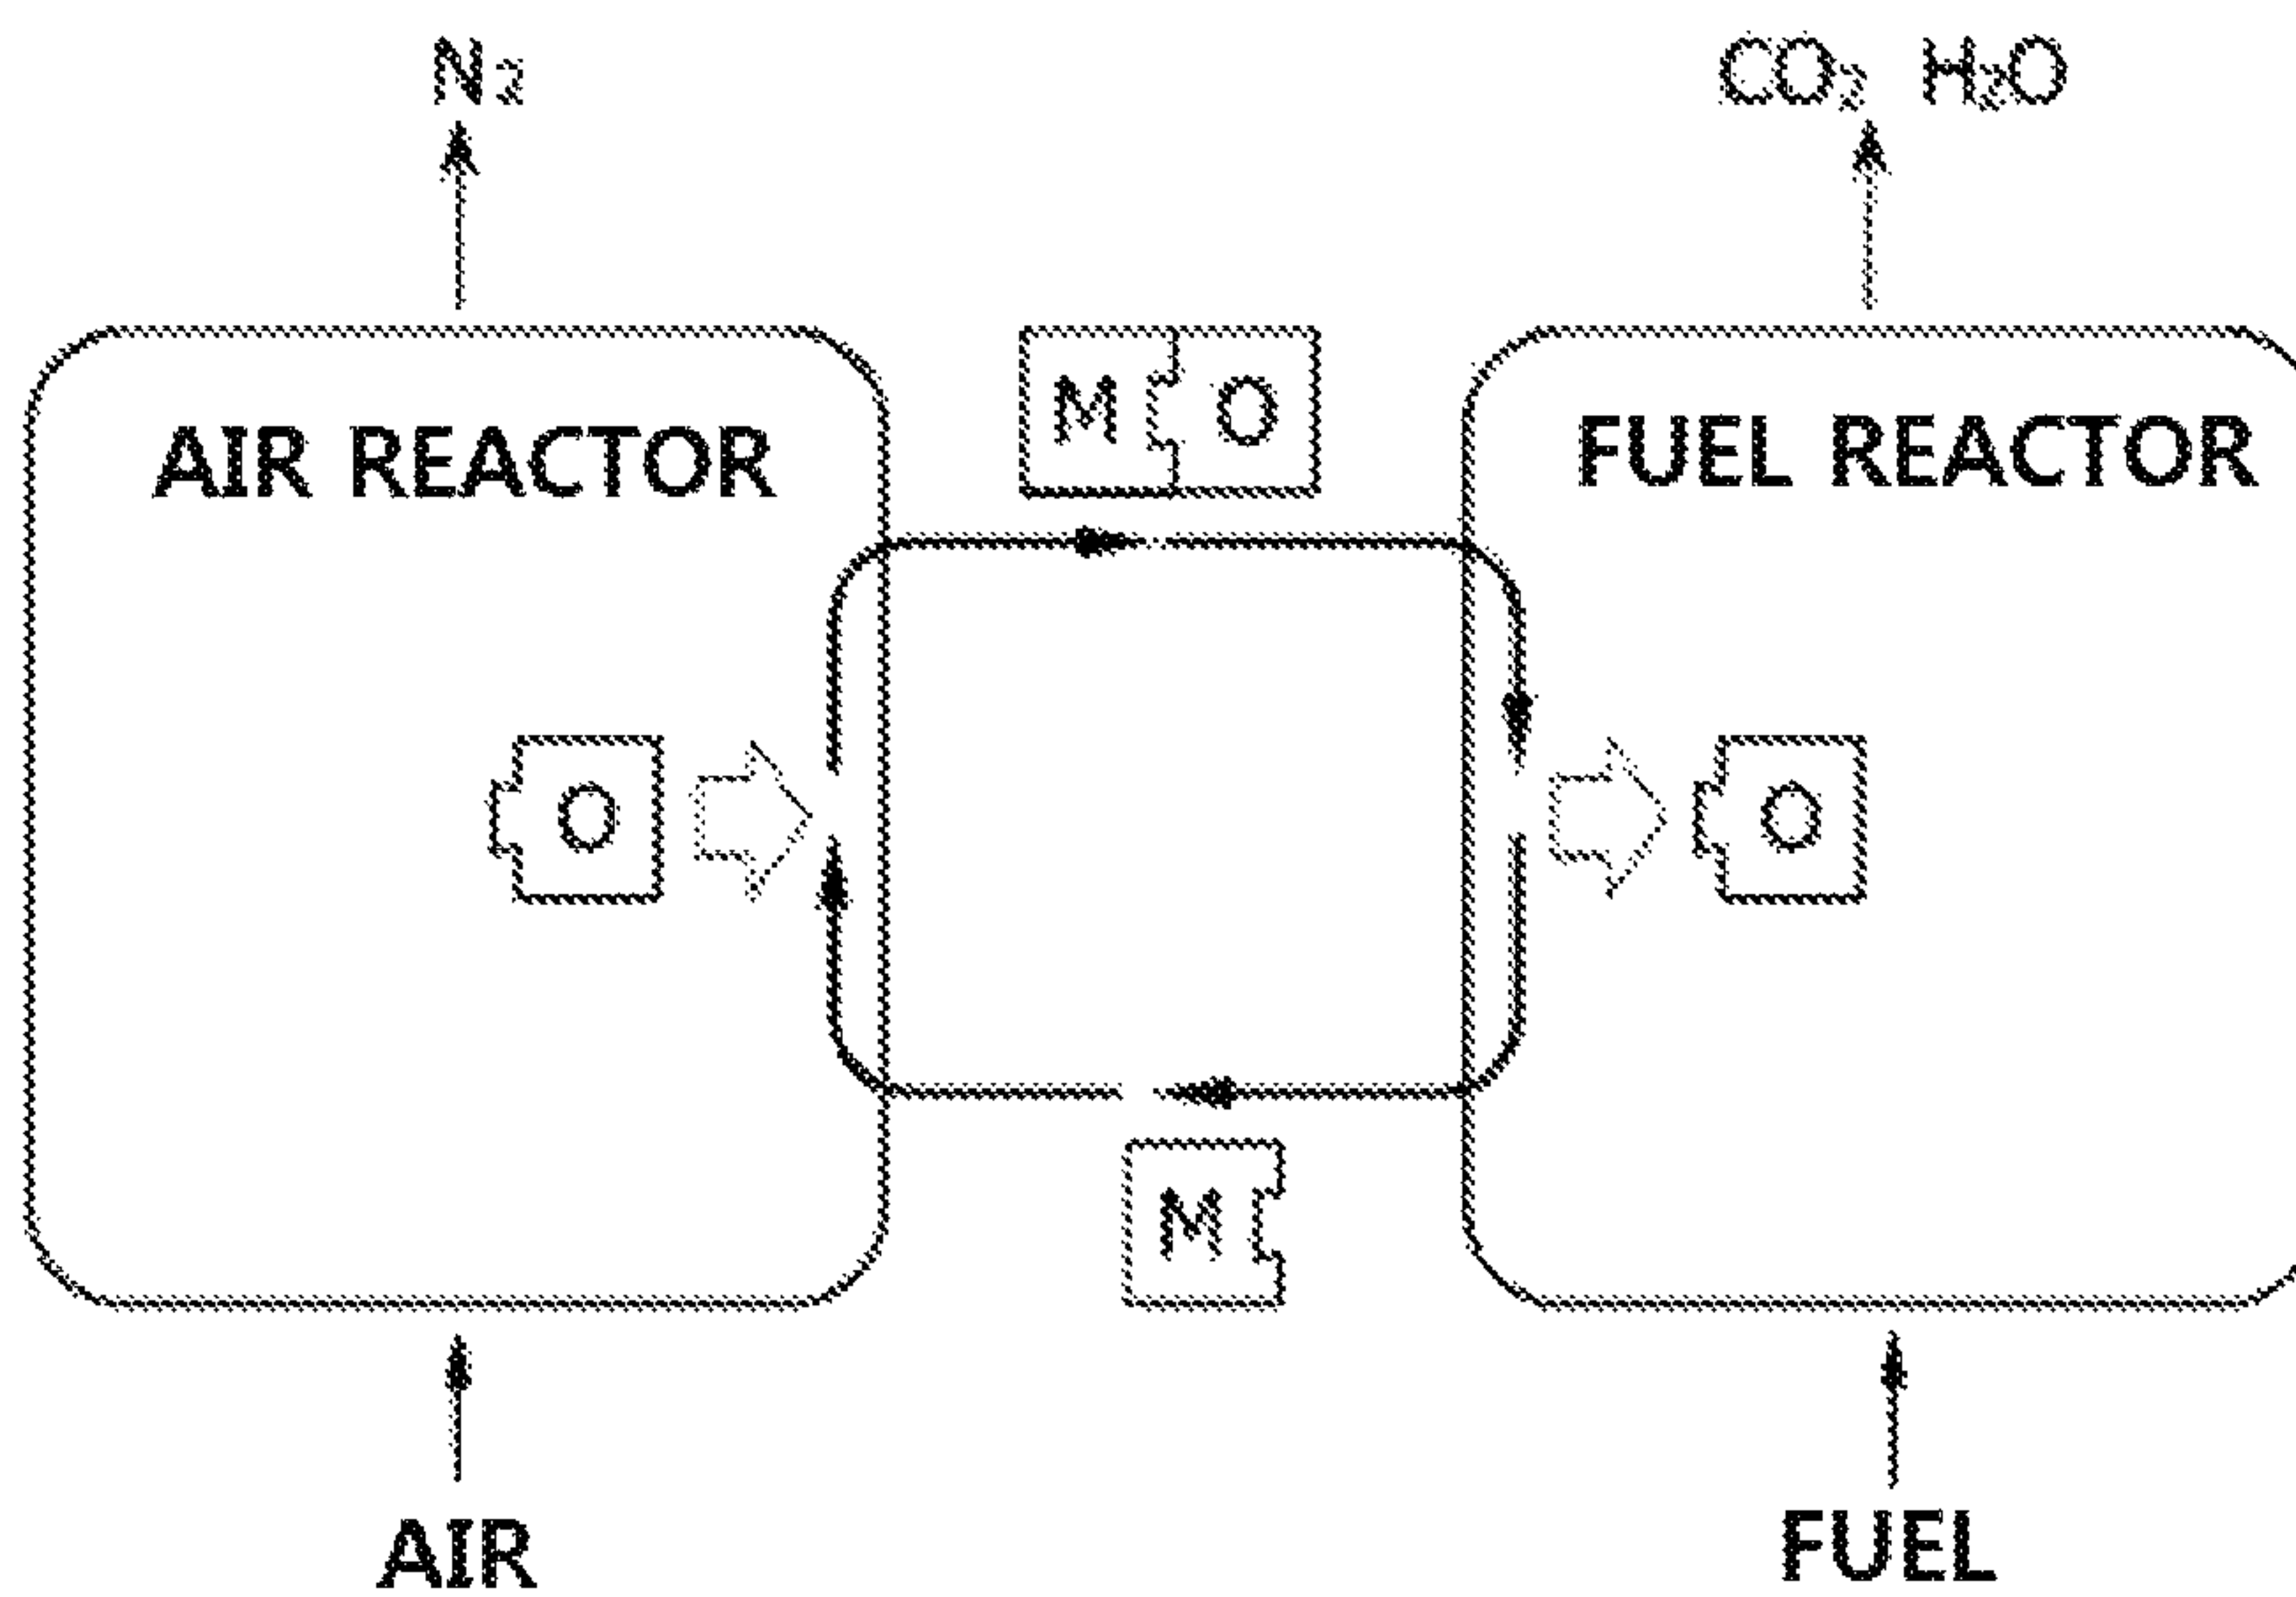 N₂
CO₂ H₂O
AIR REACTOR
M O
FUEL REACTOR
O
O
M
AIR
FUEL